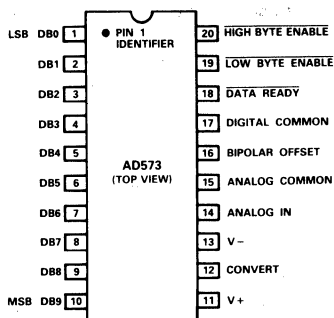 LSB DB0 1 PIN 1 IDENTIFIER 20 HIGH BYTE ENABLE
DB1 2 19 LOW BYTE ENABLE
DB2 3 18 DATA READY
DB3 4 17 DIGITAL COMMON
DB4 5 16 BIPOLAR OFFSET
AD573
(TOP VIEW)
DB5 6 15 ANALOG COMMON
DB6 7 14 ANALOG IN
DB7 8 13 V−
DB8 9 12 CONVERT
MSB DB9 10 11 V+